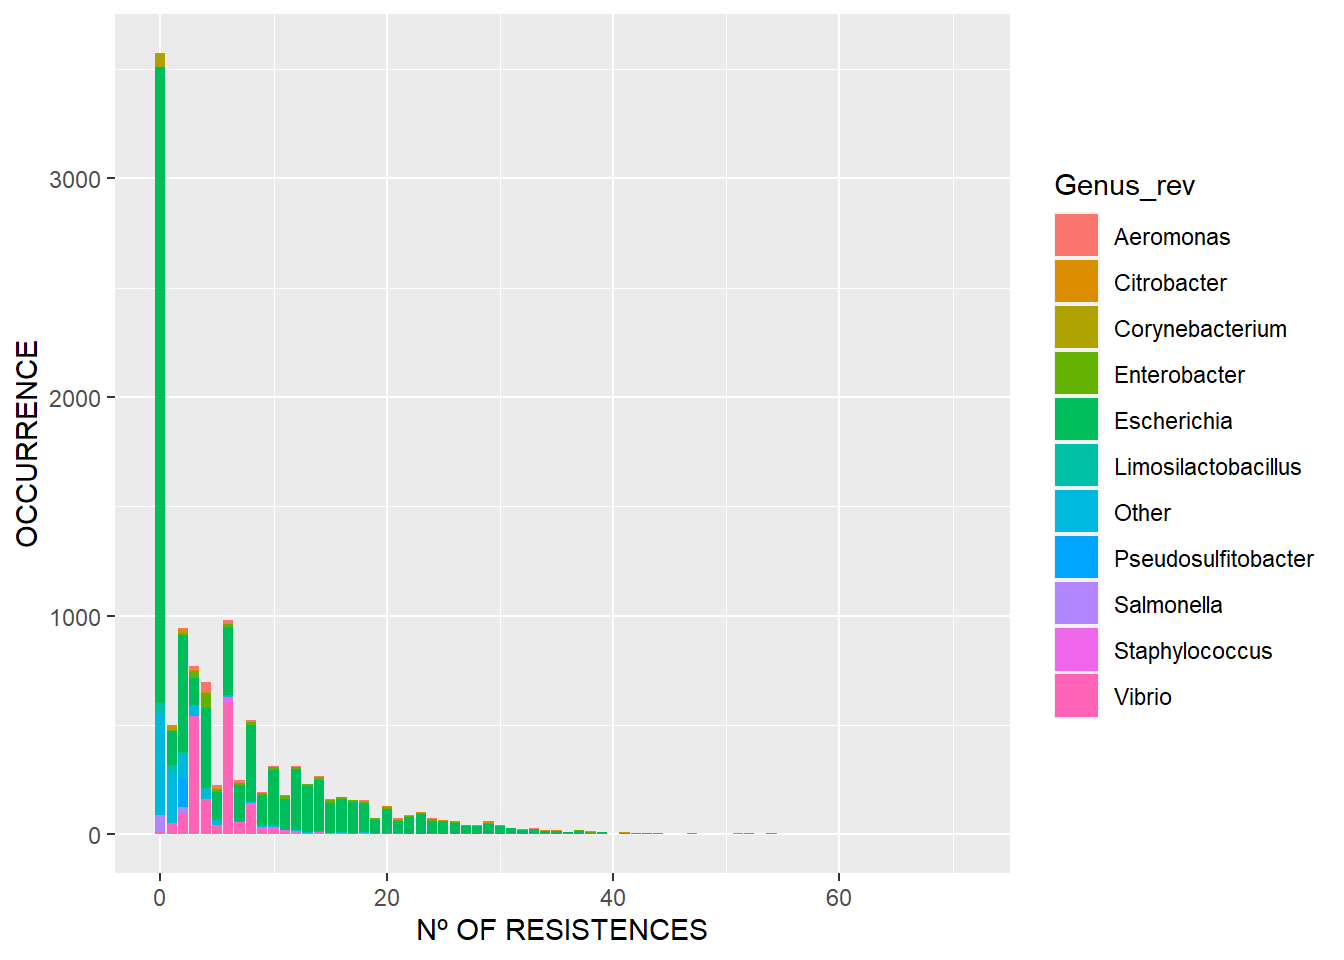 3000
2000
1000
0
OCCURRENCE
0
20
40
60
Nº OF RESISTENCES
Genus_rev
Aeromonas
Citrobacter
Corynebacterium
Enterobacter
Escherichia
Limosilactobacillus
Other
Pseudosulfitobacter
Salmonella
Staphylococcus
Vibrio